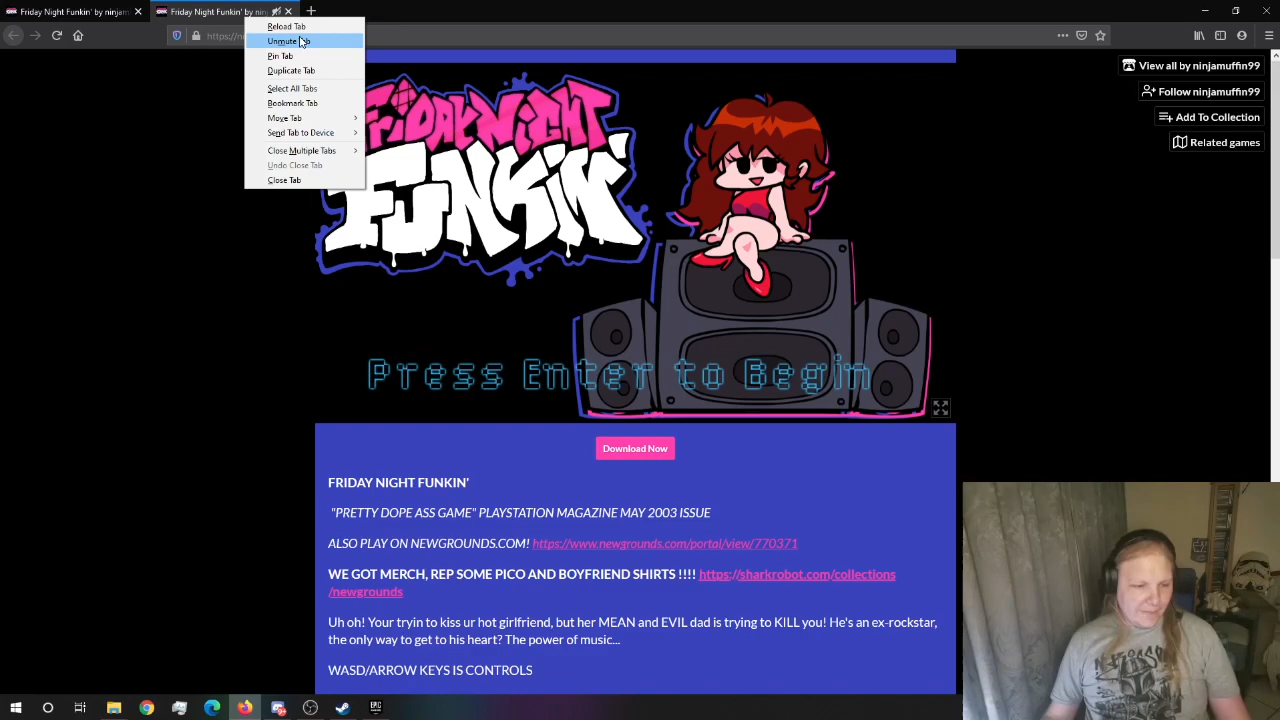 Friday Night Funkin' by ninjam
Friday Night Funkin' by ninj
Reload Tab
Unmute Tab
Pin Tab
Duplicate Tab
Select All Tabs
Bookmark Tab
Move Tab
Send Tab to Device
Close Multiple Tabs
Undo Close Tab
Close Tab
View all by ninjamuffin99
Follow ninjamuffin99
Add To Collection
Related games
FRiDAY NiGHT
FUNKiN'
Press Enter to Begin
Download Now
FRIDAY NIGHT FUNKIN'
"PRETTY DOPE ASS GAME" PLAYSTATION MAGAZINE MAY 2003 ISSUE
ALSO PLAY ON NEWGROUNDS.COM! https://www.newgrounds.com/portal/view/770371
WE GOT MERCH, REP SOME PICO AND BOYFRIEND SHIRTS !!!! https://sharkrobot.com/collections
/newgrounds
Uh oh! Your tryin to kiss ur hot girlfriend, but her MEAN and EVIL dad is trying to KILL you! He's an ex-rockstar,
the only way to get to his heart? The power of music...
WASD/ARROW KEYS IS CONTROLS
EPIC